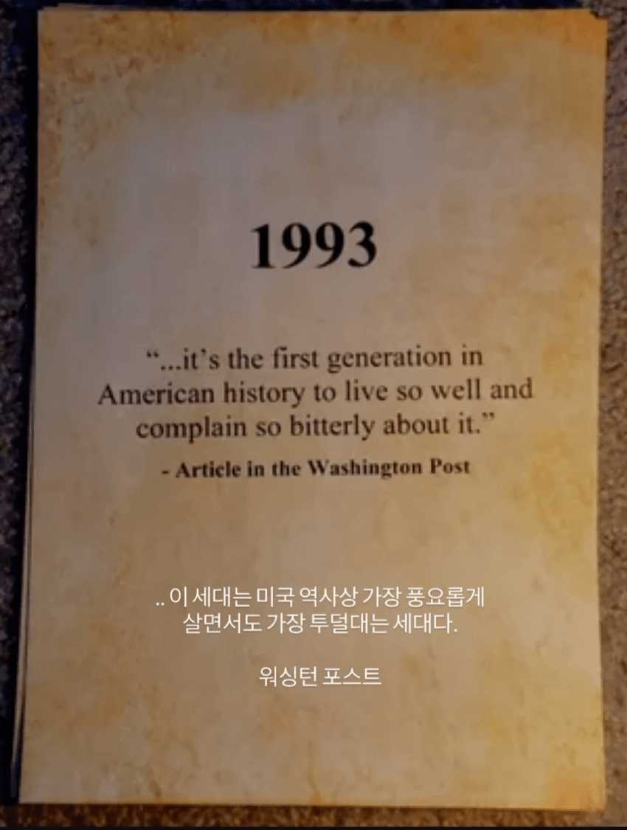 1993
“...it’s the first generation in
American history to live so well and
complain so bitterly about it.”
- Article in the Washington Post
.. 이 세대는 미국 역사상 가장 풍요롭게
살면서도 가장 투덜대는 세대다.
워싱턴 포스트